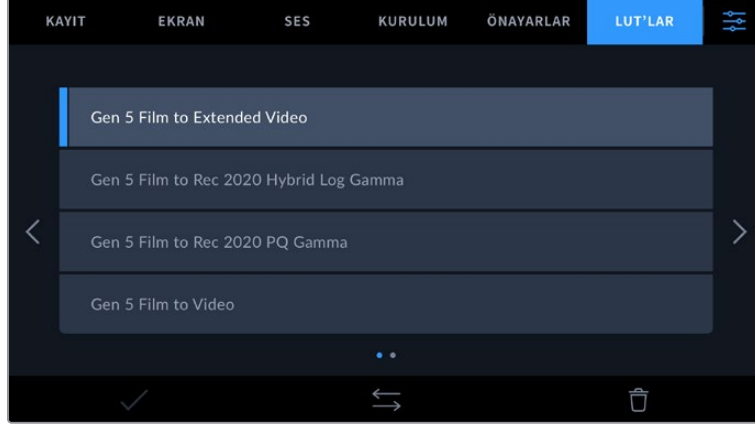 KAYIT
EKRAN
SES
KURULUM
ÖNAYARLAR
LUT'LAR
Gen 5 Film to Extended Video
Gen 5 Film to Rec 2020 Hybrid Log Gamma
Gen 5 Film to Rec 2020 PQ Gamma
Gen 5 Film to Video